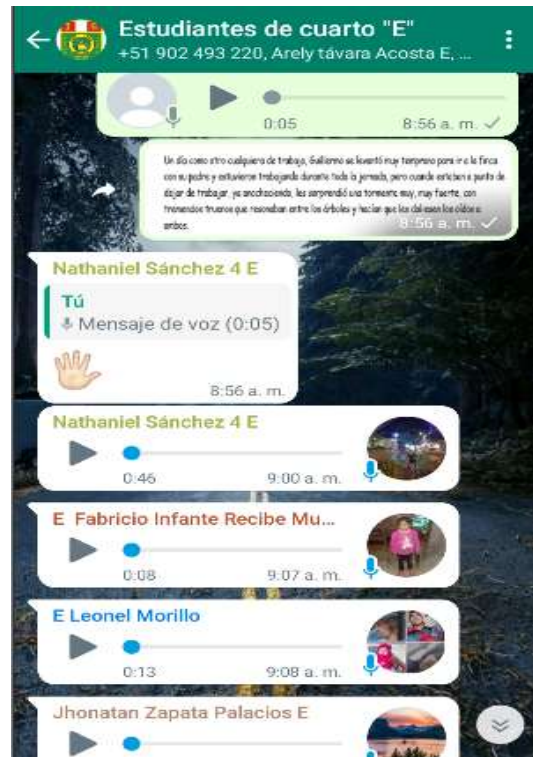 Estudiantes de cuarto "E"
+51 902 493 220, Arely távara Acosta E, ...
0:05 8:56 a. m.
Un día como otro cualquiera de trabajo, Guillermo se levantó muy temprano para ir a la finca
con su padre y estuvieron trabajando durante toda la jornada, pero cuando estaban a punto de
dejar de trabajar, ya anocheciendo, les sorprendió una tormenta muy, muy fuerte, con
tremendos truenos que resonaban entre los árboles y hacían que les doliesen los oídos a
ambos.
8:56 a. m.
Nathaniel Sánchez 4 E
Tú
Mensaje de voz (0:05)
8:56 a. m.
Nathaniel Sánchez 4 E
0:46 9:00 a. m.
E Fabricio Infante Recibe Mu...
0:08 9:07 a. m.
E Leonel Morillo
0:13 9:08 a. m.
Jhonatan Zapata Palacios E